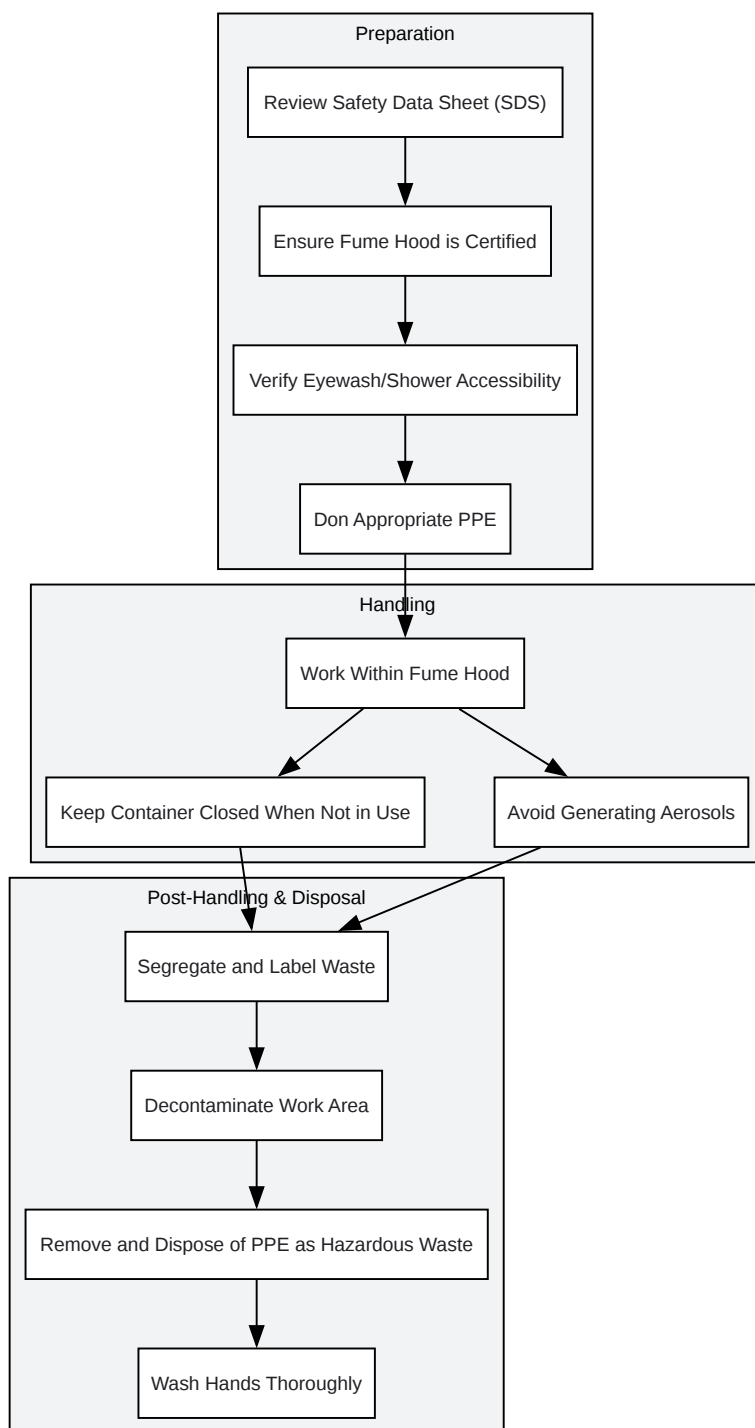 Preparation
Review Safety Data Sheet (SDS)
Ensure Fume Hood is Certified
Verify Eyewash/Shower Accessibility
Don Appropriate PPE
Handling
Work Within Fume Hood
Keep Container Closed When Not in Use
Avoid Generating Aerosols
Post-Handling & Disposal
Segregate and Label Waste
Decontaminate Work Area
Remove and Dispose of PPE as Hazardous Waste
Wash Hands Thoroughly